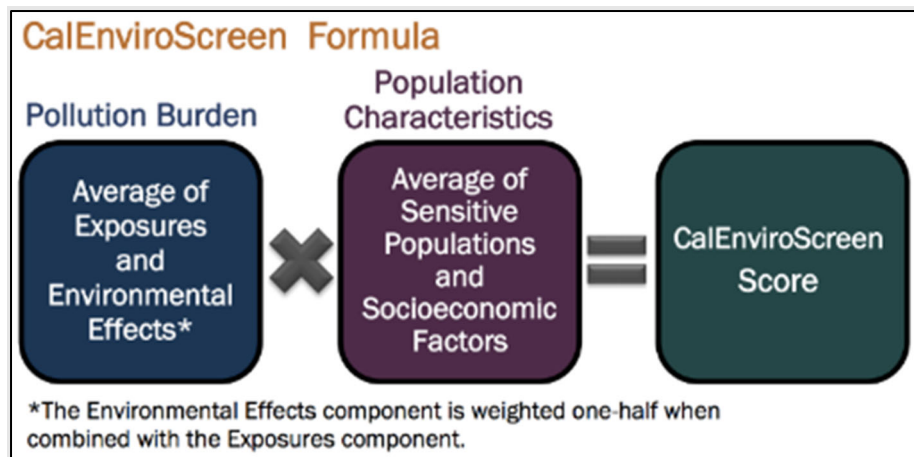 CalEnviroScreen Formula
Pollution Burden
Average of
Exposures
and
Environmental
Effects*
Population
Characteristics
Average of
Sensitive
Populations
and
Socioeconomic
Factors
CalEnviroScreen
Score
*The Environmental Effects component is weighted one-half when
combined with the Exposures component.